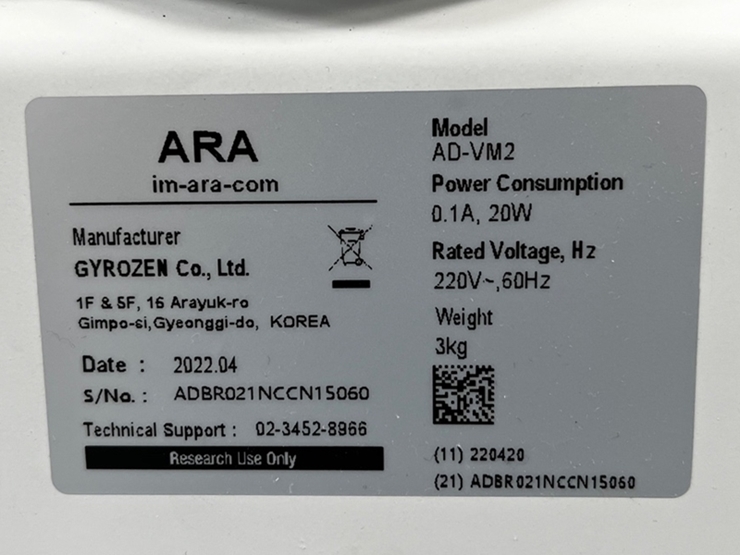 ARA
im-ara-com
Manufacturer
GYROZEN Co., Ltd.
1F & 5F, 16 Arayuk-ro
Gimpo-si, Gyeonggi-do, KOREA
Date : 2022.04
S/No. : ADBR021NCCN15060
Technical Support : 02-3452-8966
Research Use Only
Model
AD-VM2
Power Consumption
0.1A, 20W
Rated Voltage, Hz
220V~, 60Hz
Weight
3kg
(11) 220420
(21) ADBR021NCCN15060